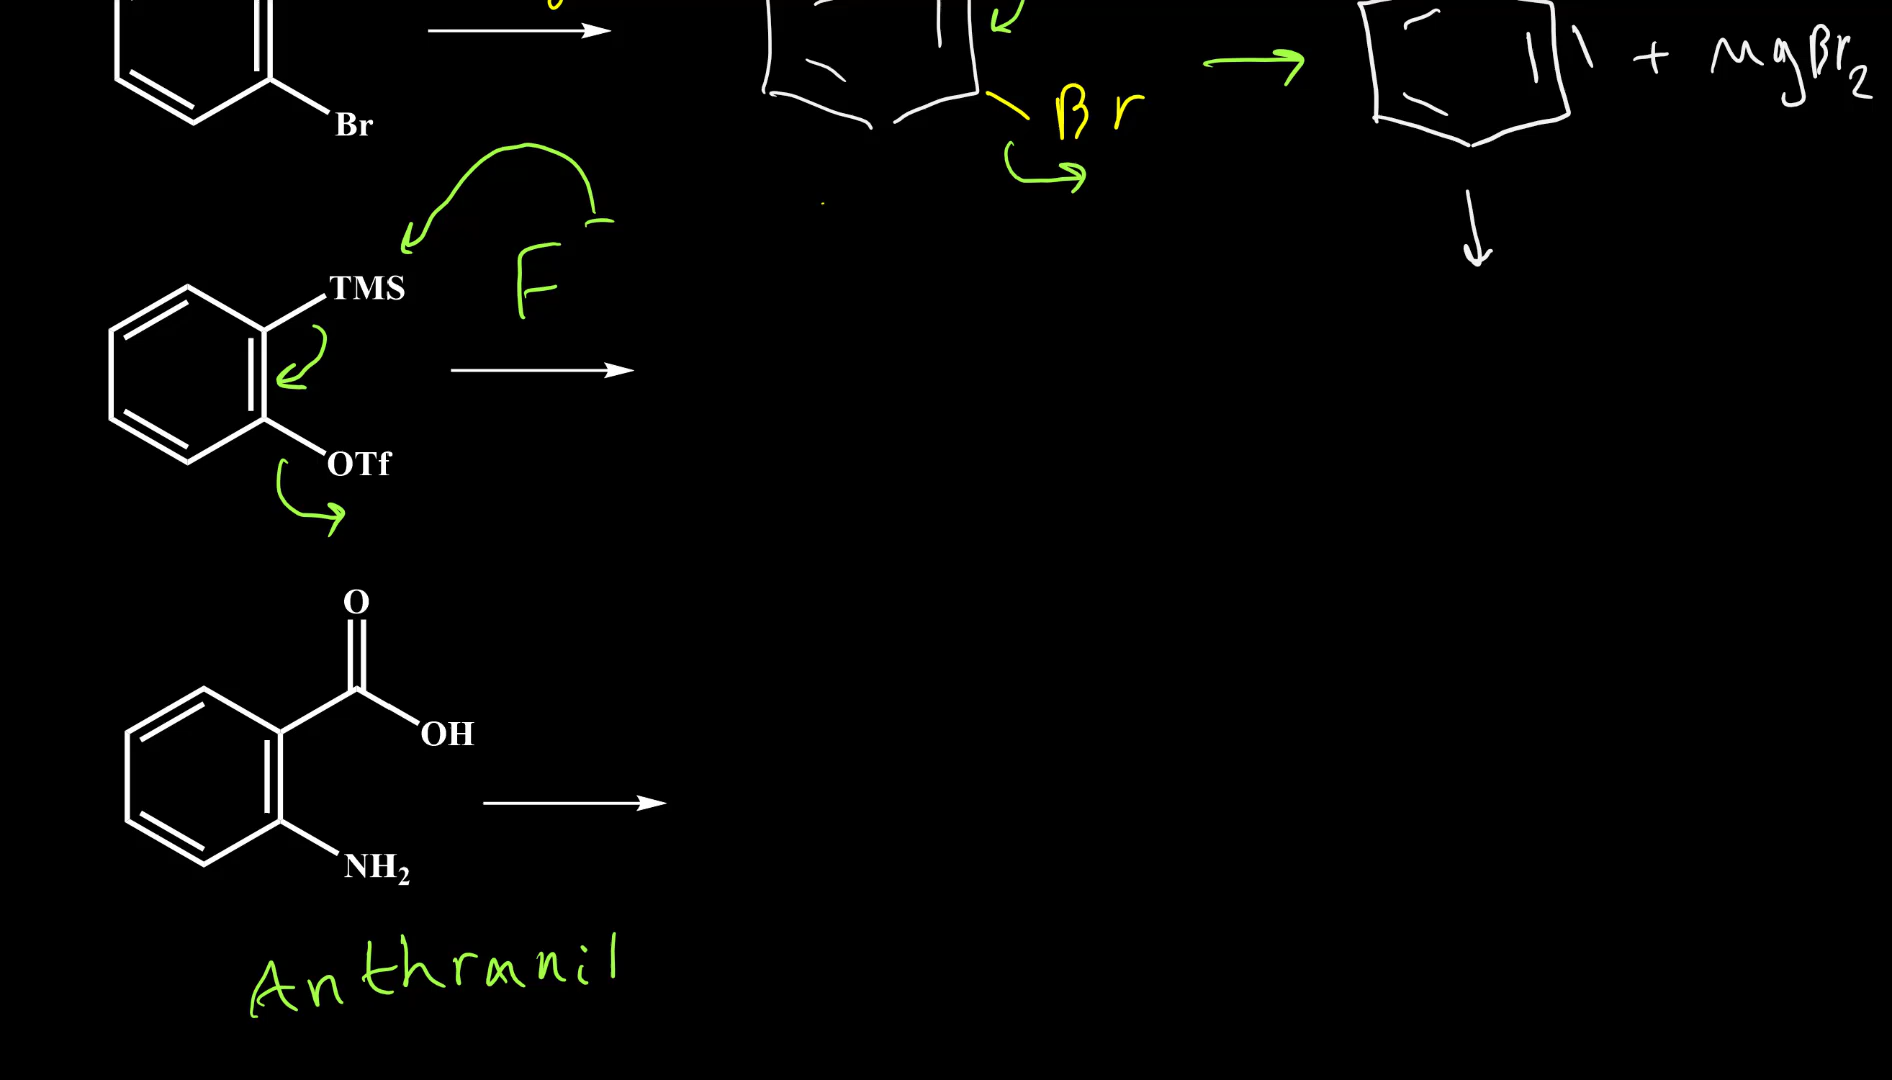 + MgBr2
Br
Br
F−
TMS
OTf
O
OH
NH2
Anthranil